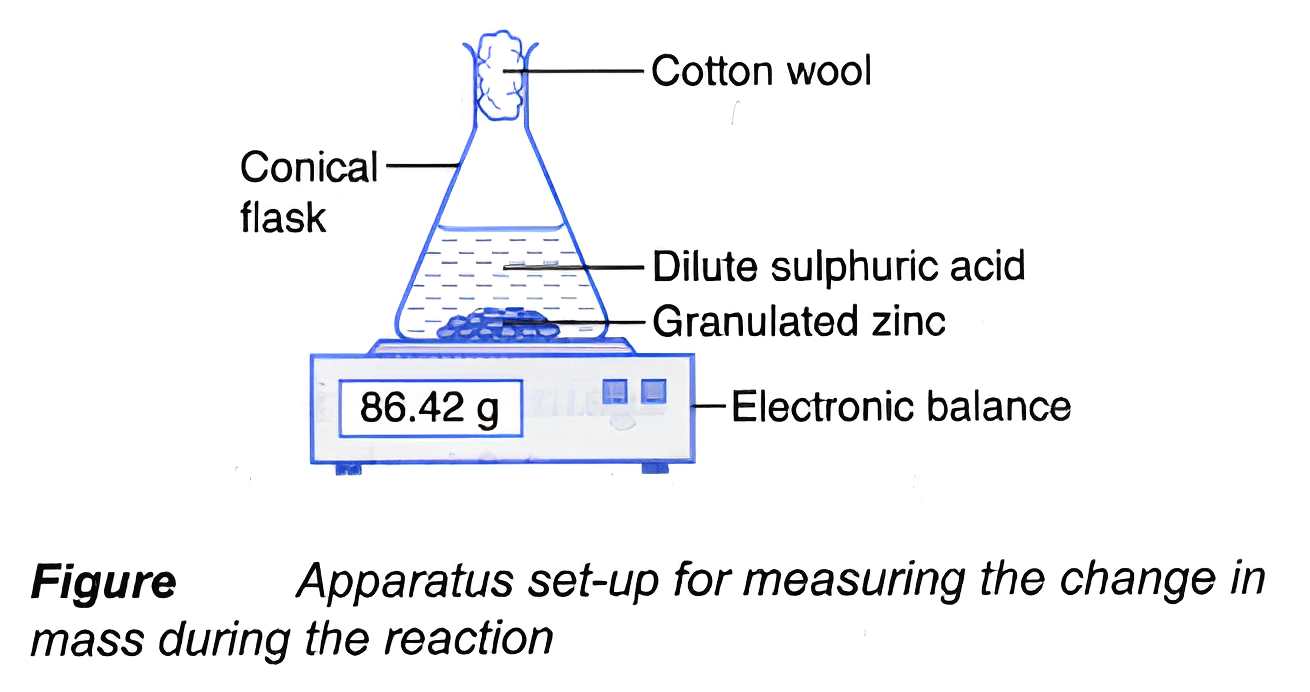 Cotton wool
Conical
flask
Dilute sulphuric acid
Granulated zinc
86.42 g
Electronic balance
Figure Apparatus set-up for measuring the change in
mass during the reaction